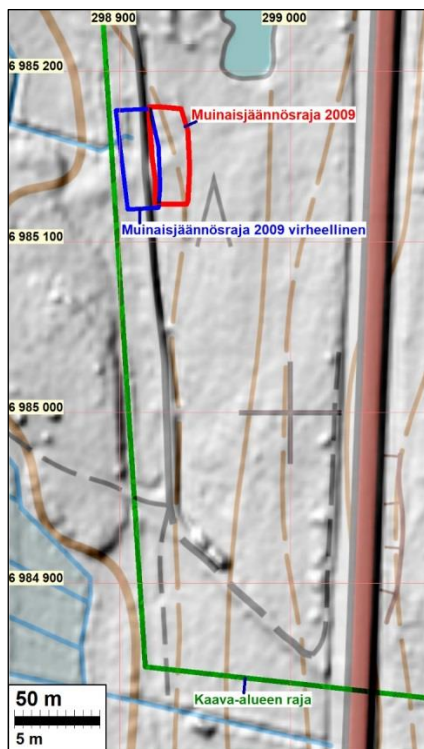 298 900
299 000
6 985 200
Muinaisjäännösraja 2009
Muinaisjäännösraja 2009 virheellinen
6 985 100
6 985 000
6 984 900
50 m
5 m
Kaava-alueen raja